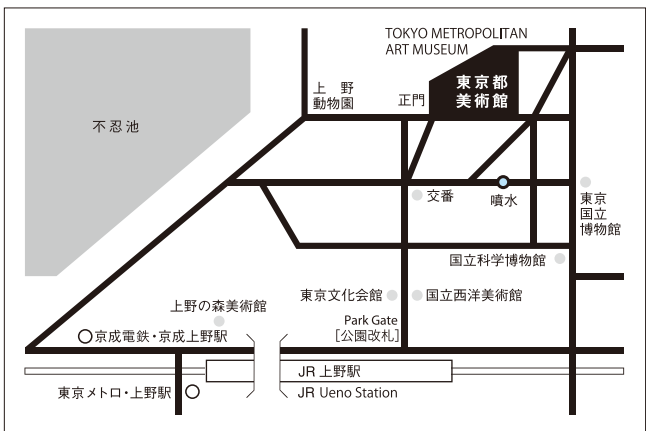 TOKYO METROPOLITAN
ART MUSEUM
東京都
美術館
正門
上野
動物園
不忍池
交番
噴水
東京
国立
博物館
国立科学博物館
東京文化会館
国立西洋美術館
上野の森美術館
Park Gate
[公園改札]
京成電鉄・京成上野駅
JR 上野駅
東京メトロ・上野駅
JR Ueno Station